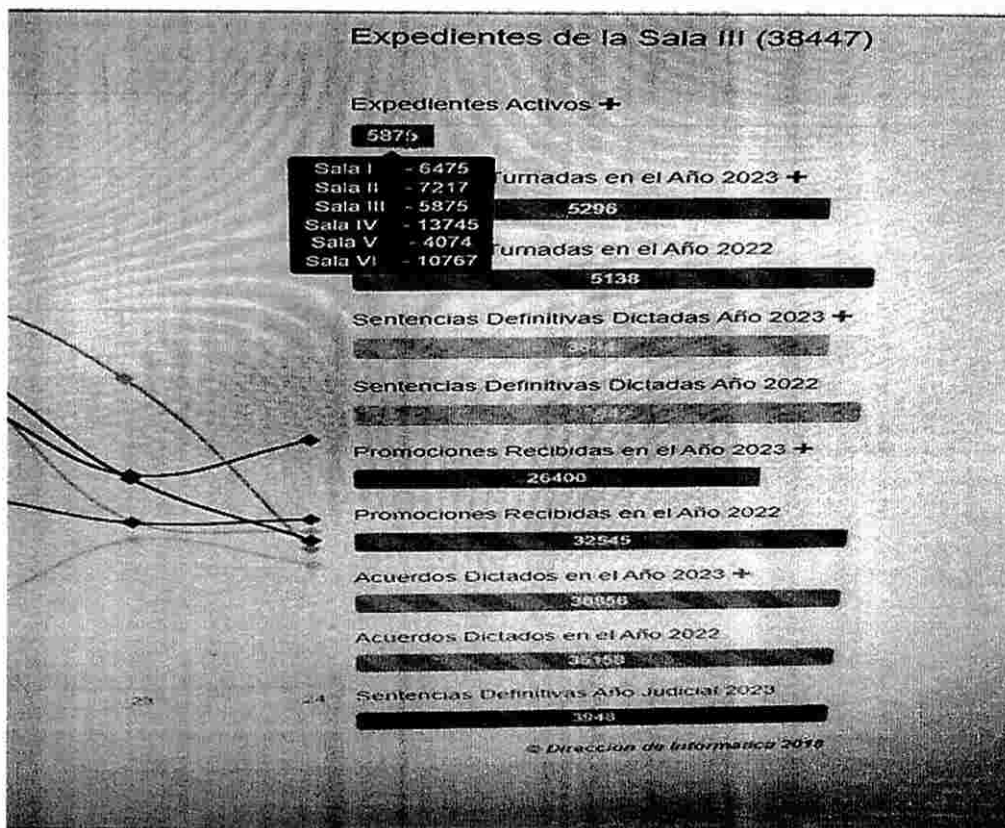 Expedientes de la Sala III (38447)
Expedientes Activos +
5875
Sala I - 6475
Sala II - 7217
Sala III - 5875
Sala IV - 13745
Sala V - 4074
Sala VI - 10767
Turnadas en el Año 2023 +
5296
Turnadas en el Año 2022
5138
Sentencias Definitivas Dictadas Año 2023 +
Sentencias Definitivas Dictadas Año 2022
Promociones Recibidas en el Año 2023 +
26400
Promociones Recibidas en el Año 2022
32545
Acuerdos Dictados en el Año 2023 +
Acuerdos Dictados en el Año 2022
23
24
Sentencias Definitivas Año Judicial 2023
3948
© Dirección de Informática 2018